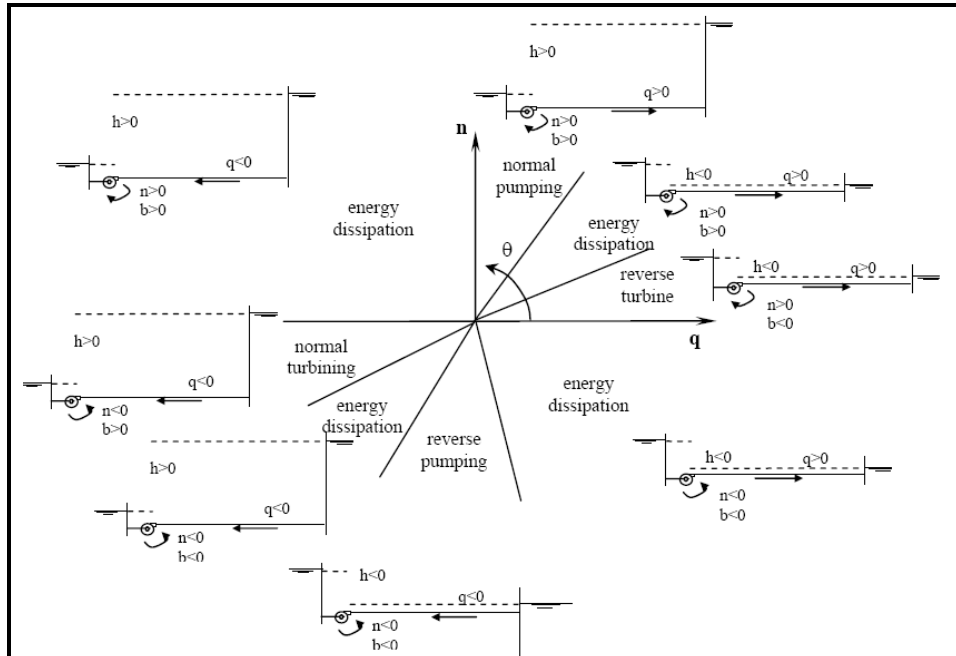 h>0
q>0
n>0
b>0
h>0
q<0
n>0
b>0
n
normal
pumping
h<0
q>0
n>0
b>0
energy
dissipation
energy
dissipation
θ
reverse
turbine
h<0
q>0
n>0
b<0
q
h>0
q<0
n<0
b>0
normal
turbining
energy
dissipation
energy
dissipation
reverse
pumping
h>0
q<0
n<0
b<0
h<0
q>0
n<0
b<0
h<0
q<0
n<0
b<0